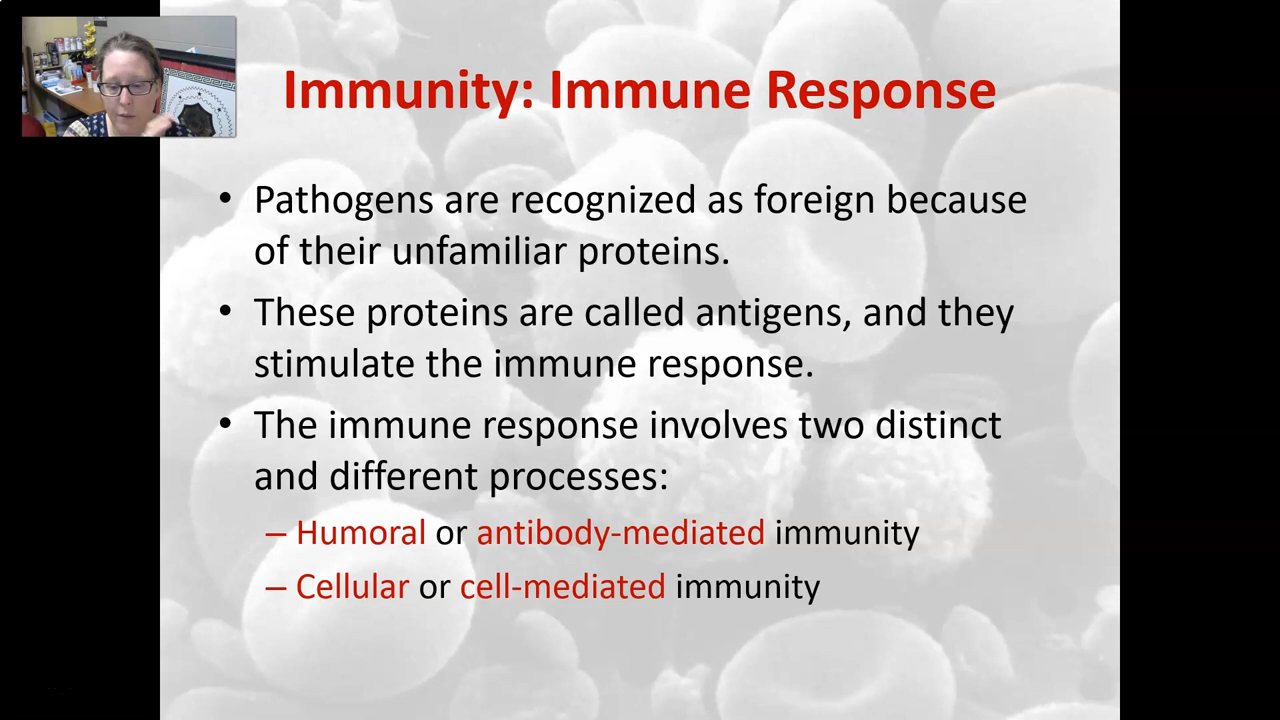 Immunity: Immune Response
• Pathogens are recognized as foreign because
of their unfamiliar proteins.
• These proteins are called antigens, and they
stimulate the immune response.
• The immune response involves two distinct
and different processes:
– Humoral or antibody-mediated immunity
– Cellular or cell-mediated immunity